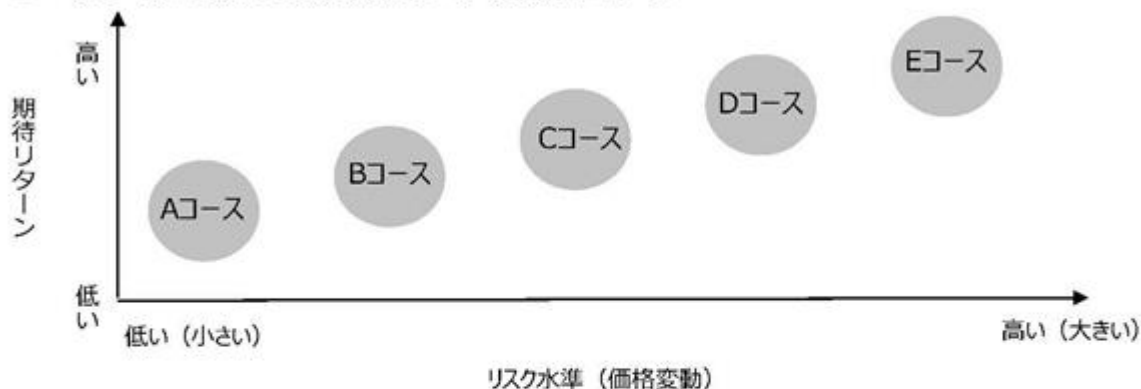 高い
期待リターン
低い
Aコース
Bコース
Cコース
Dコース
Eコース
低い（小さい）
高い（大きい）
リスク水準（価格変動）